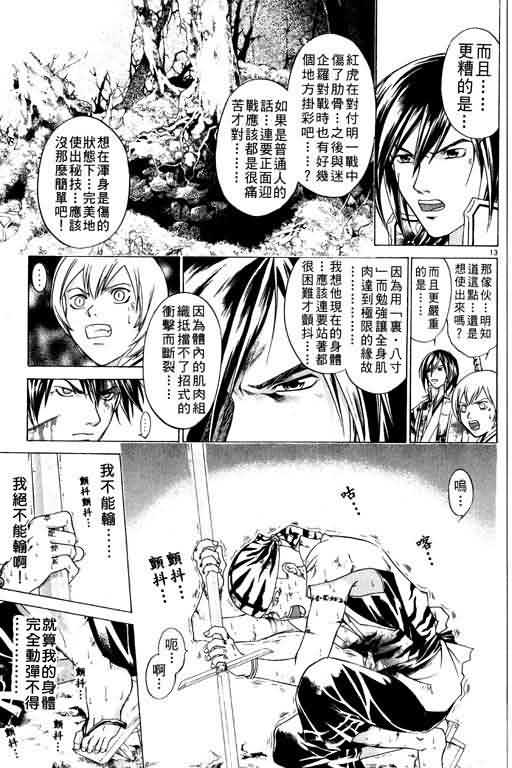 而且⋯⋯
更糟的是⋯⋯
紅虎在對付明一戰中
傷了肋骨⋯之後與迷
企羅對戰時也有好幾
個地方掛彩吧⋯⋯？
如果是普通人的
話⋯連要正面迎
戰應該都是很痛
苦才對⋯⋯
想在渾身是傷的
狀態下⋯完美地
使出秘技⋯應該
沒那麼簡單吧！
13
那傢伙⋯明知
道這點⋯還是
想使出來嗎？
而且更嚴重
的是⋯⋯
因為用「裏・八寸
」而勉強讓全身肌
肉達到極限的緣故
我想他現在的身體
⋯應該連站著都
很困難才顫抖⋯⋯
因為體內的肌肉組
織抵擋不了招式的
衝擊而斷裂⋯⋯
⋯
⋯⋯
嗚⋯
喀⋯⋯
咕⋯
顫抖⋯
顫抖⋯
呃⋯
啊⋯
我不能輸⋯⋯
顫抖⋯
顫抖⋯
我絕不能輸啊！
就算我的身體
完全動彈不得
⋯⋯⋯⋯⋯⋯
顫抖⋯
顫抖⋯